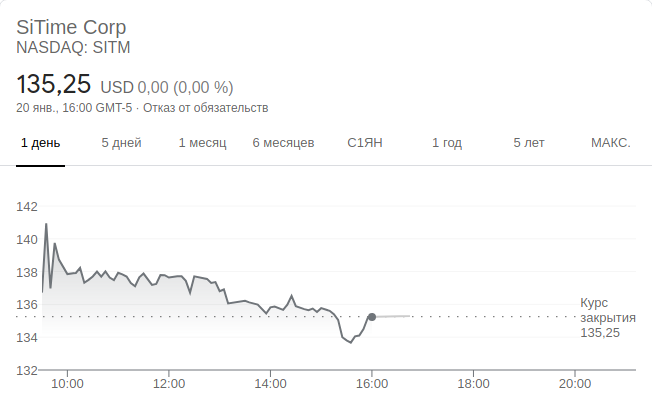 SiTime Corp
NASDAQ: SITM
135,25 USD 0,00 (0,00 %)
20 янв., 16:00 GMT-5 · Отказ от обязательств
1 день 5 дней 1 месяц 6 месяцев С1ЯН 1 год 5 лет МАКС.
142
140
138
136
134
132
Курс
закрытия
135,25
10:00 12:00 14:00 16:00 18:00 20:00